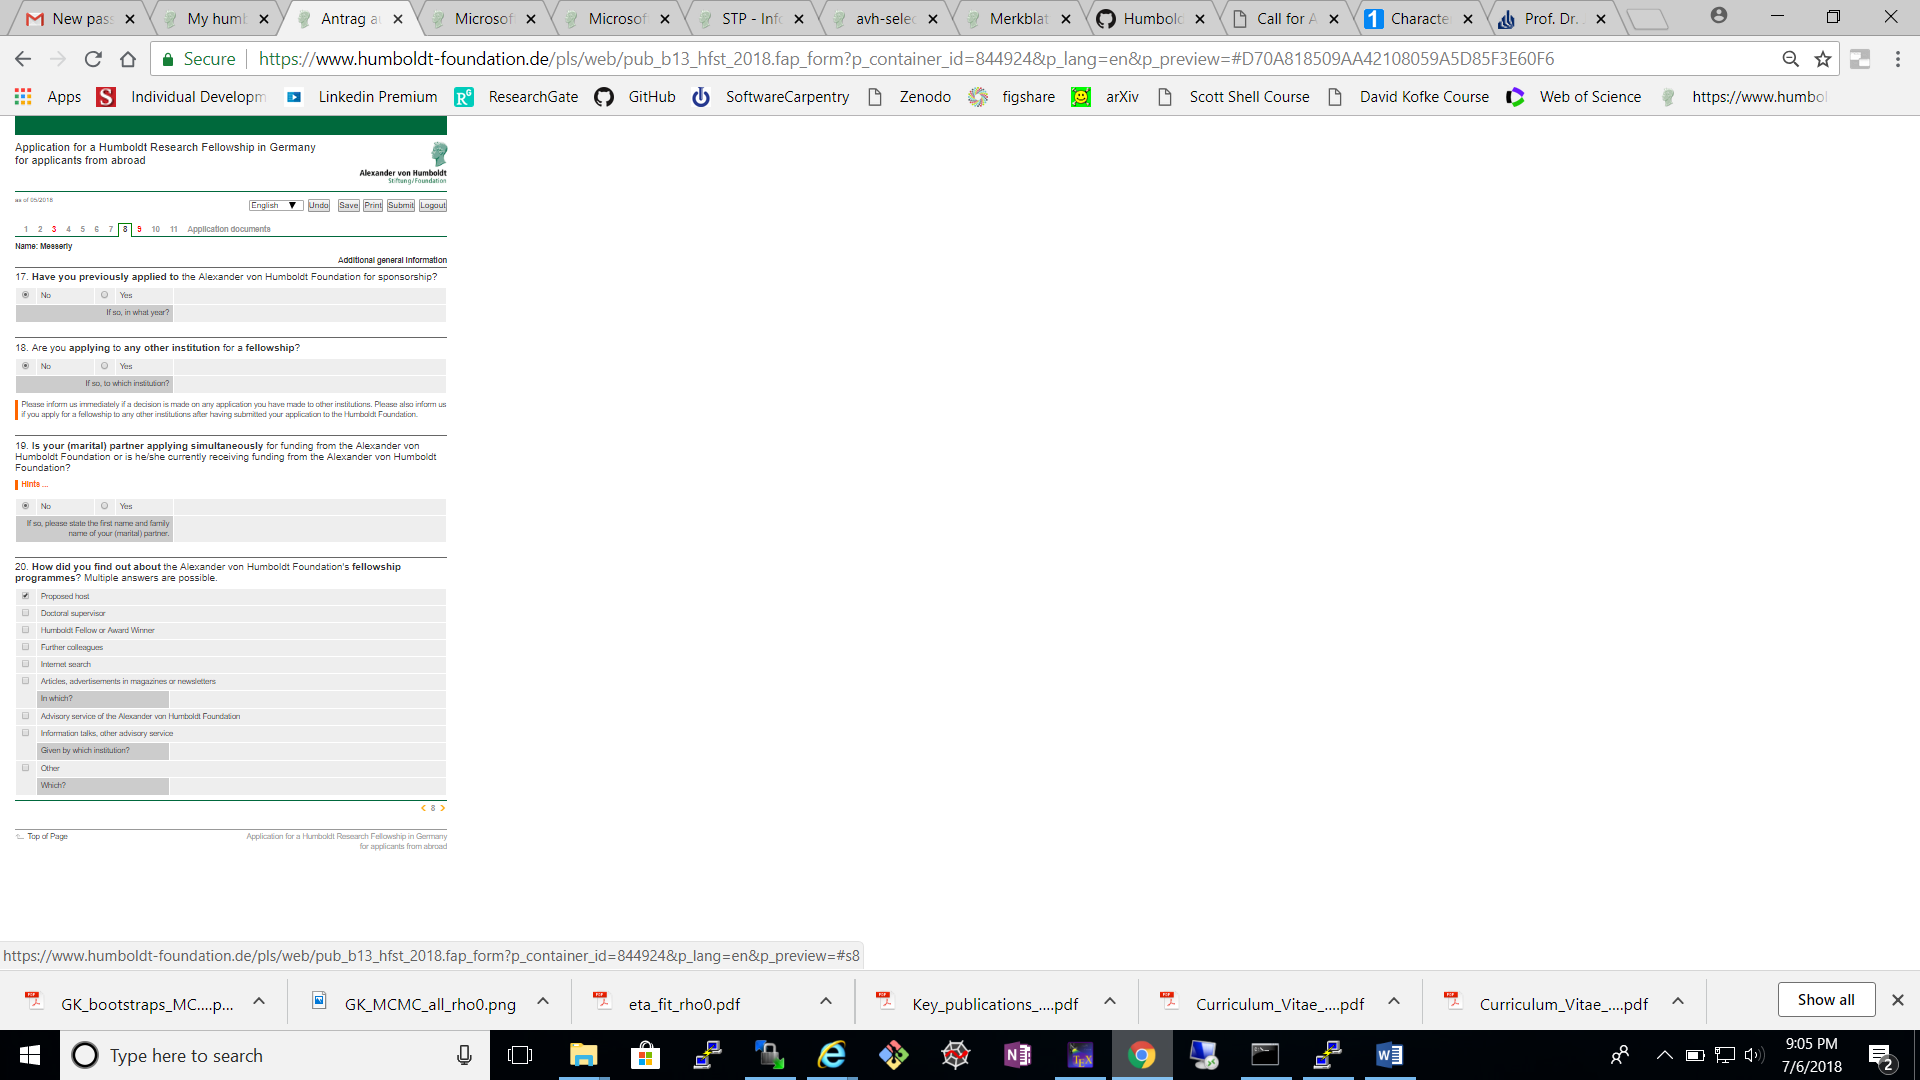 New pass
My humb
Antrag au
Microsof
Microsof
STP - Info
avh-selec
Merkblat
Humbold
Call for A
Character
Prof. Dr.
Secure
https://www.humboldt-foundation.de/pls/web/pub_b13_hfst_2018.fap_form?p_container_id=844924&p_lang=en&p_preview=#D70A818509AA42108059A5D85F3E60F6
Apps
Individual Developm
Linkedin Premium
ResearchGate
GitHub
SoftwareCarpentry
Zenodo
figshare
arXiv
Scott Shell Course
David Kofke Course
Web of Science
https://www.humbol
Application for a Humboldt Research Fellowship in Germany
for applicants from abroad
Alexander von Humboldt
Stiftung/Foundation
as of 05/2018
English
Undo
Save
Print
Submit
Logout
1 2 3 4 5 6 7 8 9 10 11 Application documents
Name: Messerly
Additional general information
17. Have you previously applied to the Alexander von Humboldt Foundation for sponsorship?
No
Yes
If so, in what year?
18. Are you applying to any other institution for a fellowship?
No
Yes
If so, to which institution?
Please inform us immediately if a decision is made on any application you have made to other institutions. Please also inform us
if you apply for a fellowship to any other institutions after having submitted your application to the Humboldt Foundation.
19. Is your (marital) partner applying simultaneously for funding from the Alexander von
Humboldt Foundation or is he/she currently receiving funding from the Alexander von Humboldt
Foundation?
Hints ...
No
Yes
If so, please state the first name and family
name of your (marital) partner.
20. How did you find out about the Alexander von Humboldt Foundation's fellowship
programmes? Multiple answers are possible.
Proposed host
Doctoral supervisor
Humboldt Fellow or Award Winner
Further colleagues
Internet search
Articles, advertisements in magazines or newsletters
In which?
Advisory service of the Alexander von Humboldt Foundation
Information talks, other advisory service
Given by which institution?
Other
Which?
< 8 >
Top of Page
Application for a Humboldt Research Fellowship in Germany
for applicants from abroad
https://www.humboldt-foundation.de/pls/web/pub_b13_hfst_2018.fap_form?p_container_id=844924&p_lang=en&p_preview=#s8
GK_bootstraps_MC....p...
GK_MCMC_all_rho0.png
eta_fit_rho0.pdf
Key_publications_....pdf
Curriculum_Vitae_....pdf
Curriculum_Vitae_....pdf
Show all
Type here to search
9:05 PM
7/6/2018
2